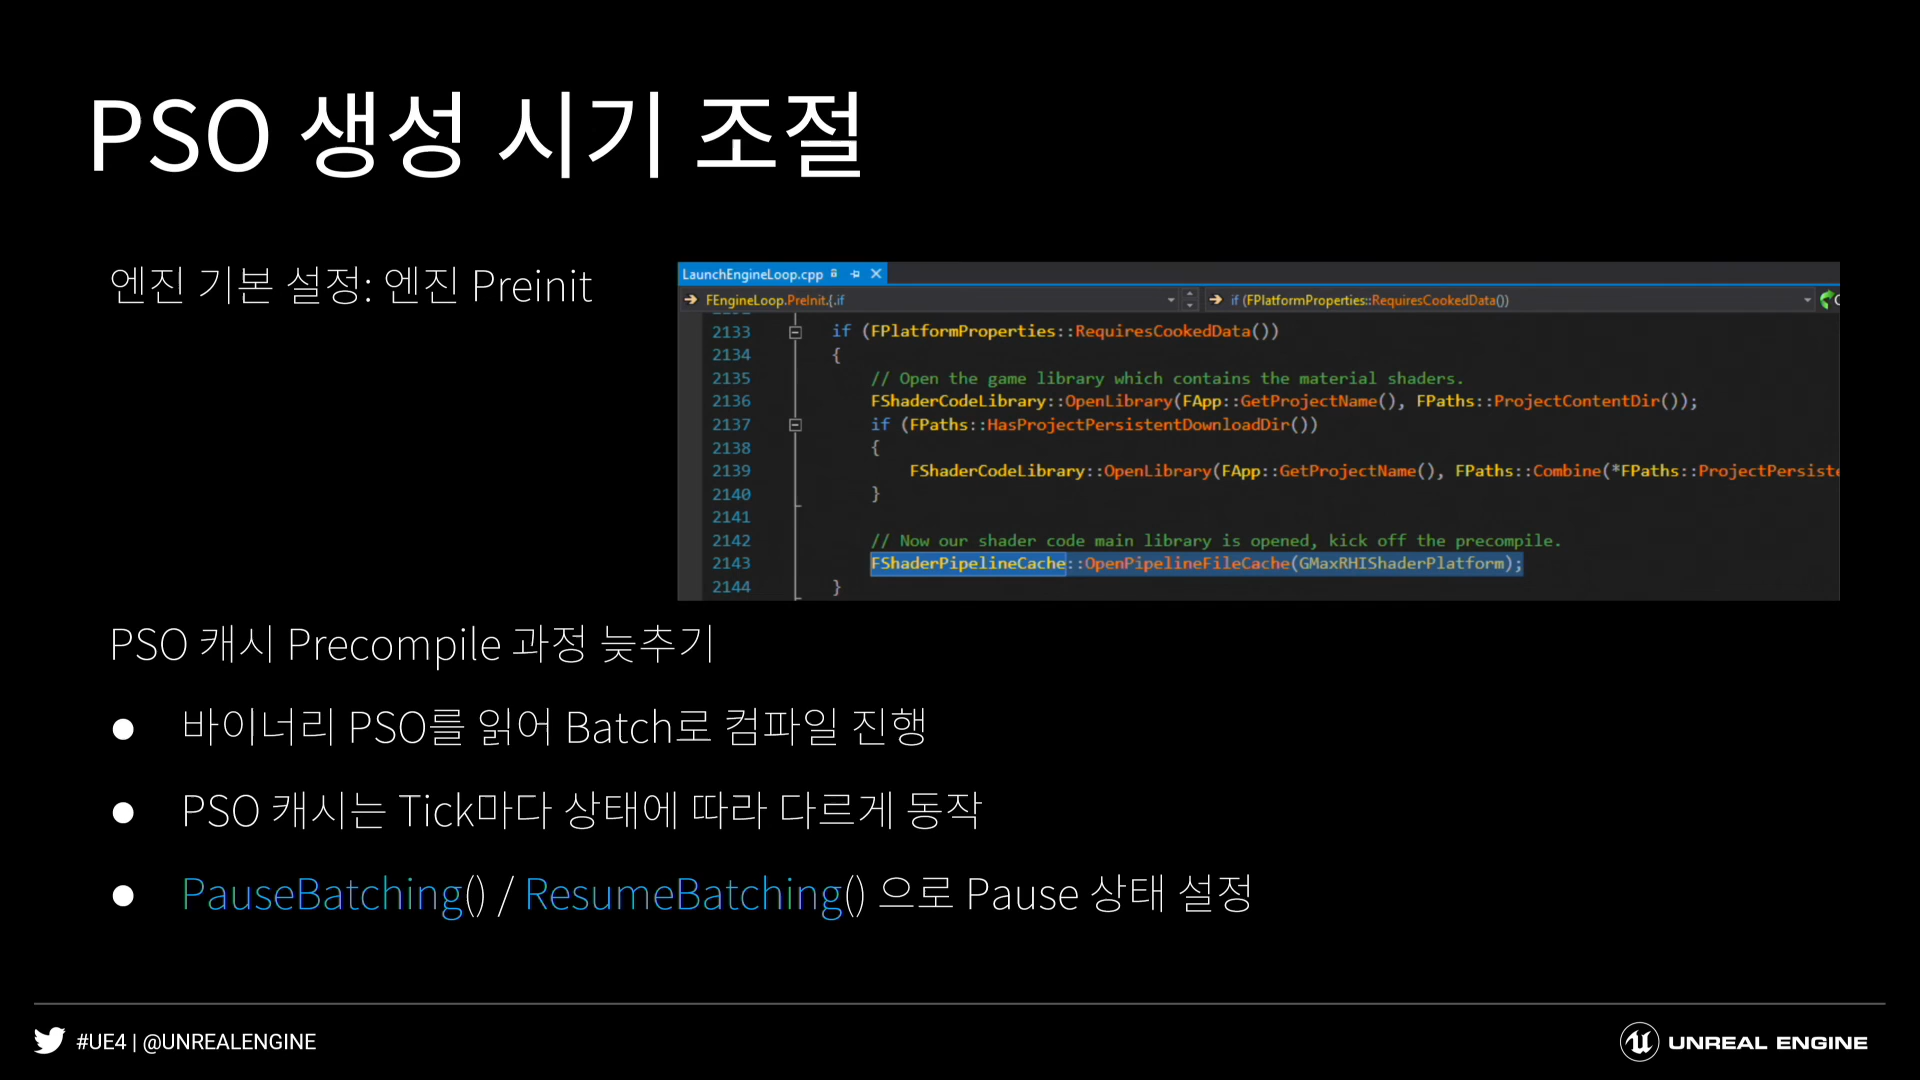 PSO 생성 시기 조절
엔진 기본 설정: 엔진 Preinit
LaunchEngineLoop.cpp
FEngineLoop.PreInit.{.if
if (FPlatformProperties::RequiresCookedData())
2133 if (FPlatformProperties::RequiresCookedData())
2134 {
2135 // Open the game library which contains the material shaders.
2136 FShaderCodeLibrary::OpenLibrary(FApp::GetProjectName(), FPaths::ProjectContentDir());
2137 if (FPaths::HasProjectPersistentDownloadDir())
2138 {
2139 FShaderCodeLibrary::OpenLibrary(FApp::GetProjectName(), FPaths::Combine(*FPaths::ProjectPersiste
2140 }
2141
2142 // Now our shader code main library is opened, kick off the precompile.
2143 FShaderPipelineCache::OpenPipelineFileCache(GMaxRHIShaderPlatform);
2144 }
PSO 캐시 Precompile 과정 늦추기
● 바이너리 PSO를 읽어 Batch로 컴파일 진행
● PSO 캐시는 Tick마다 상태에 따라 다르게 동작
● PauseBatching() / ResumeBatching() 으로 Pause 상태 설정
#UE4 | @UNREALENGINE
UNREAL ENGINE